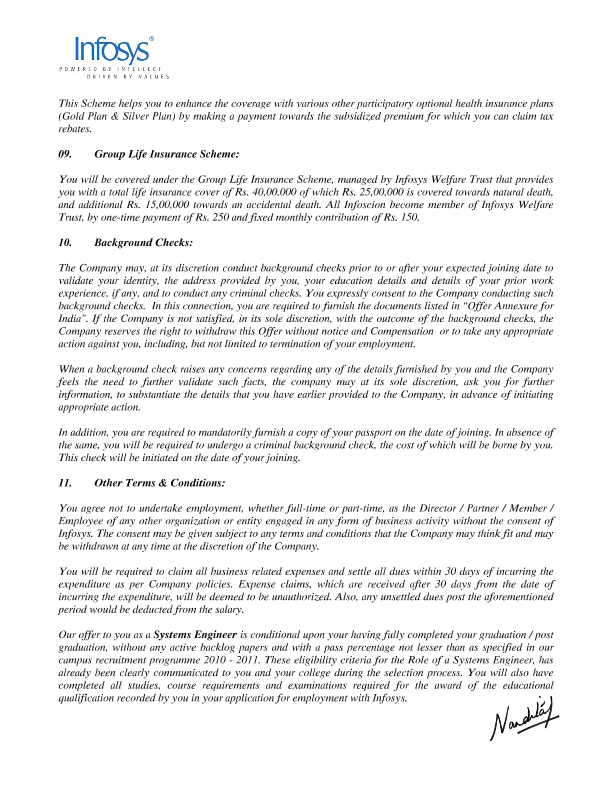 Infosys®
POWERED BY INTELLECT
DRIVEN BY VALUES
This Scheme helps you to enhance the coverage with various other participatory optional health insurance plans
(Gold Plan & Silver Plan) by making a payment towards the subsidized premium for which you can claim tax
rebates.
09. Group Life Insurance Scheme:
You will be covered under the Group Life Insurance Scheme, managed by Infosys Welfare Trust that provides
you with a total life insurance cover of Rs. 40,00,000 of which Rs. 25,00,000 is covered towards natural death,
and additional Rs. 15,00,000 towards an accidental death. All Infoscion become member of Infosys Welfare
Trust, by one-time payment of Rs. 250 and fixed monthly contribution of Rs. 150.
10. Background Checks:
The Company may, at its discretion conduct background checks prior to or after your expected joining date to
validate your identity, the address provided by you, your education details and details of your prior work
experience, if any, and to conduct any criminal checks. You expressly consent to the Company conducting such
background checks. In this connection, you are required to furnish the documents listed in "Offer Annexure for
India". If the Company is not satisfied, in its sole discretion, with the outcome of the background checks, the
Company reserves the right to withdraw this Offer without notice and Compensation or to take any appropriate
action against you, including, but not limited to termination of your employment.
When a background check raises any concerns regarding any of the details furnished by you and the Company
feels the need to further validate such facts, the company may at its sole discretion, ask you for further
information, to substantiate the details that you have earlier provided to the Company, in advance of initiating
appropriate action.
In addition, you are required to mandatorily furnish a copy of your passport on the date of joining. In absence of
the same, you will be required to undergo a criminal background check, the cost of which will be borne by you.
This check will be initiated on the date of your joining.
11. Other Terms & Conditions:
You agree not to undertake employment, whether full-time or part-time, as the Director / Partner / Member /
Employee of any other organization or entity engaged in any form of business activity without the consent of
Infosys. The consent may be given subject to any terms and conditions that the Company may think fit and may
be withdrawn at any time at the discretion of the Company.
You will be required to claim all business related expenses and settle all dues within 30 days of incurring the
expenditure as per Company policies. Expense claims, which are received after 30 days from the date of
incurring the expenditure, will be deemed to be unauthorized. Also, any unsettled dues post the aforementioned
period would be deducted from the salary.
Our offer to you as a Systems Engineer is conditional upon your having fully completed your graduation / post
graduation, without any active backlog papers and with a pass percentage not lesser than as specified in our
campus recruitment programme 2010 - 2011. These eligibility criteria for the Role of a Systems Engineer, has
already been clearly communicated to you and your college during the selection process. You will also have
completed all studies, course requirements and examinations required for the award of the educational
qualification recorded by you in your application for employment with Infosys.